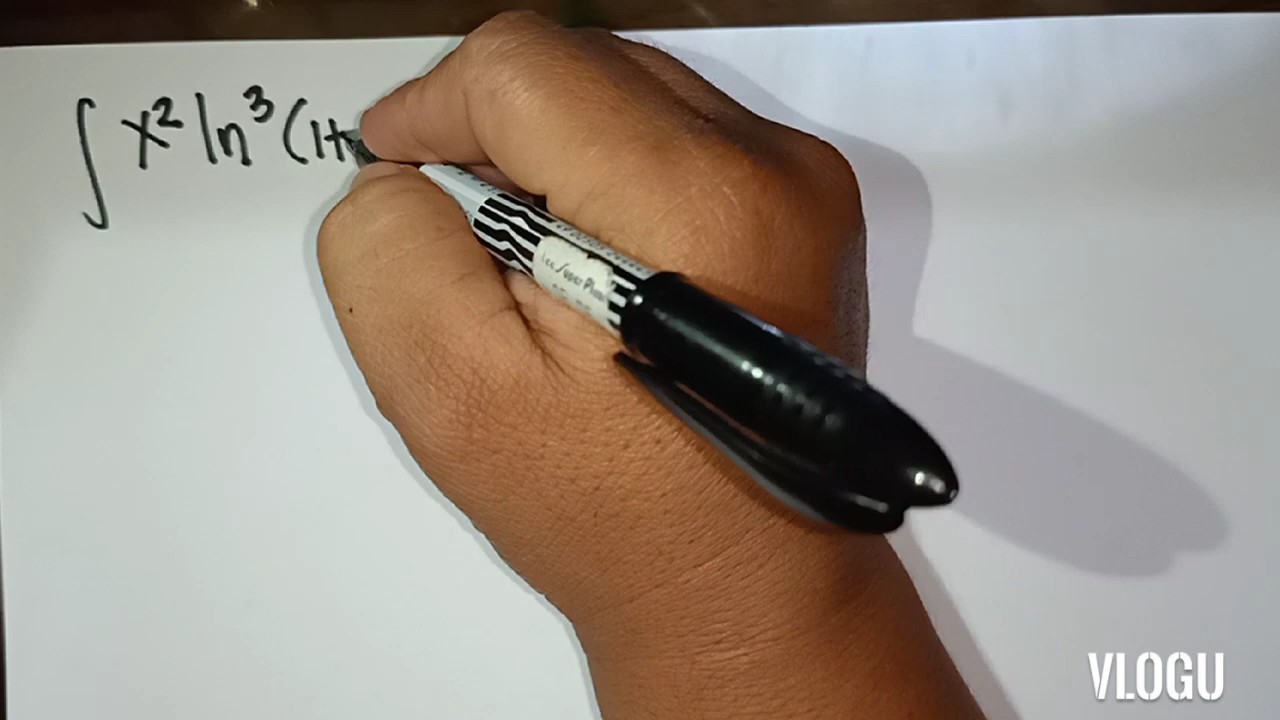 ∫ x² ln³ (1+
VLOGU